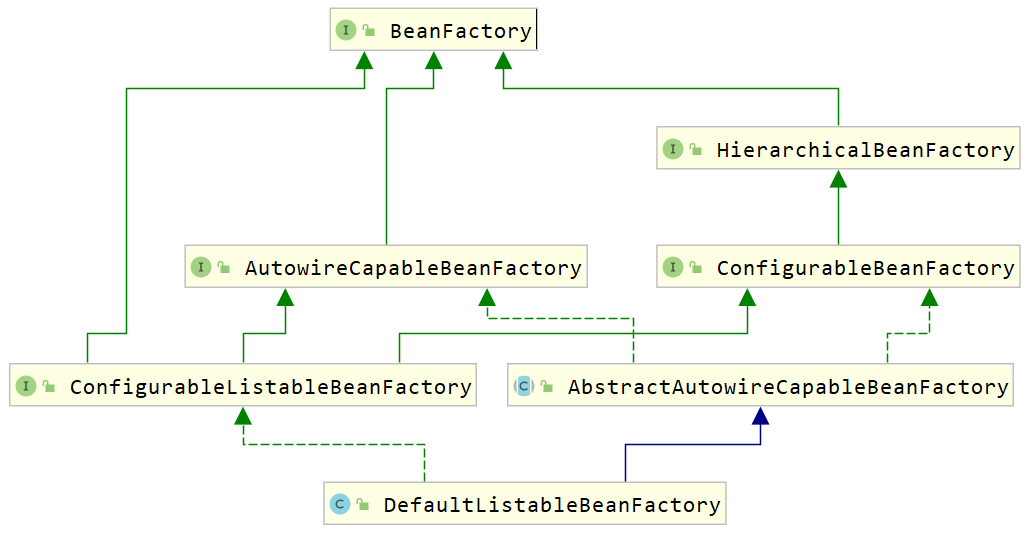 I BeanFactory
I HierarchicalBeanFactory
I AutowireCapableBeanFactory
I ConfigurableBeanFactory
I ConfigurableListableBeanFactory
C AbstractAutowireCapableBeanFactory
C DefaultListableBeanFactory